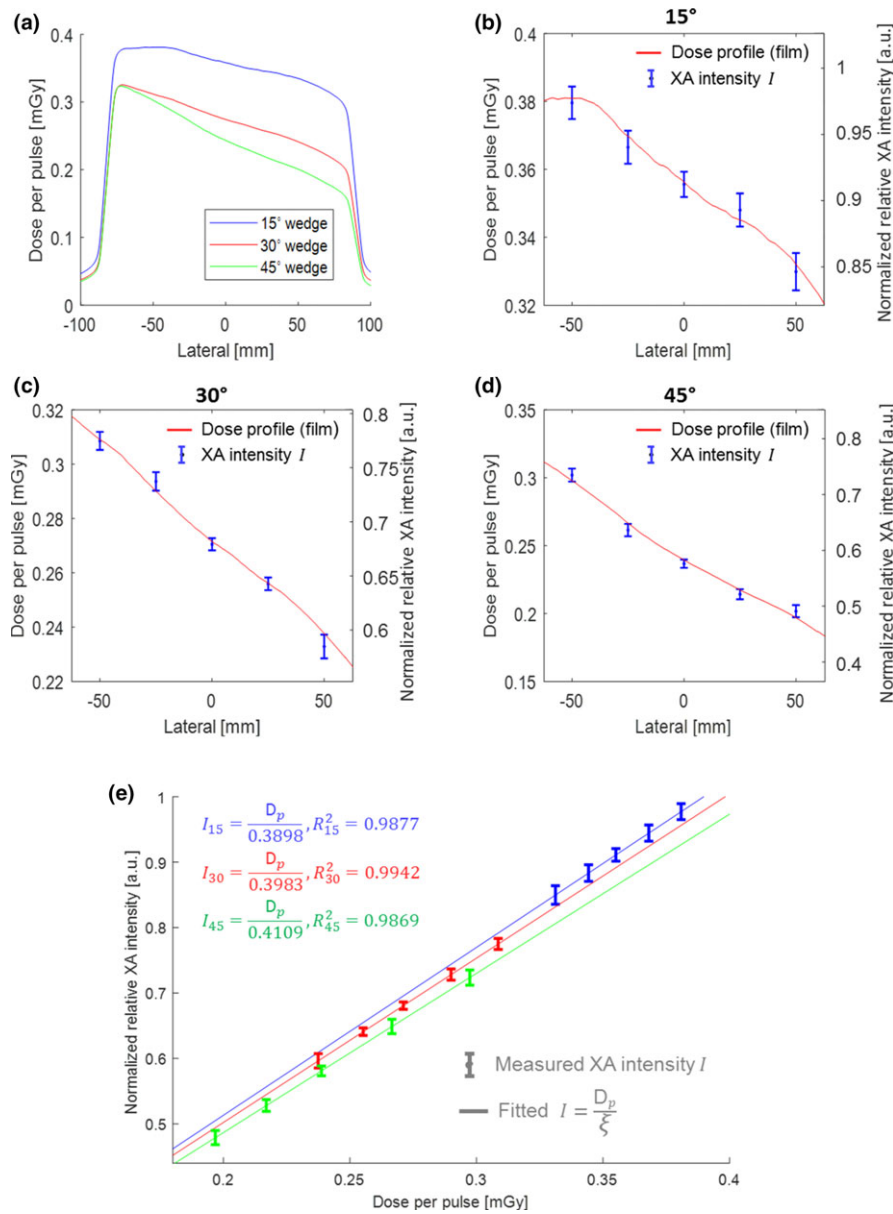 (a)
Dose per pulse [mGy]
0.4
0.3
0.2
0.1
0
15° wedge
30° wedge
45° wedge
-100 -50 0 50 100
Lateral [mm]
(b) 15°
Dose per pulse [mGy]
0.4
0.38
0.36
0.34
0.32
Dose profile (film)
XA intensity I
1
0.95
0.9
0.85
Normalized relative XA intensity [a.u.]
-50 0 50
Lateral [mm]
(c) 30°
Dose per pulse [mGy]
0.32
0.3
0.28
0.26
0.24
0.22
Dose profile (film)
XA intensity I
0.8
0.75
0.7
0.65
0.6
Normalized relative XA intensity [a.u.]
-50 0 50
Lateral [mm]
(d) 45°
Dose per pulse [mGy]
0.35
0.3
0.25
0.2
0.15
Dose profile (film)
XA intensity I
0.8
0.7
0.6
0.5
0.4
Normalized relative XA intensity [a.u.]
-50 0 50
Lateral [mm]
(e)
Normalized relative XA intensity [a.u.]
1
0.9
0.8
0.7
0.6
0.5
I₁₅ = Dₚ/0.3898, R²₁₅ = 0.9877
I₃₀ = Dₚ/0.3983, R²₃₀ = 0.9942
I₄₅ = Dₚ/0.4109, R²₄₅ = 0.9869
Measured XA intensity I
Fitted I = Dₚ/ξ
0.2 0.25 0.3 0.35 0.4
Dose per pulse [mGy]